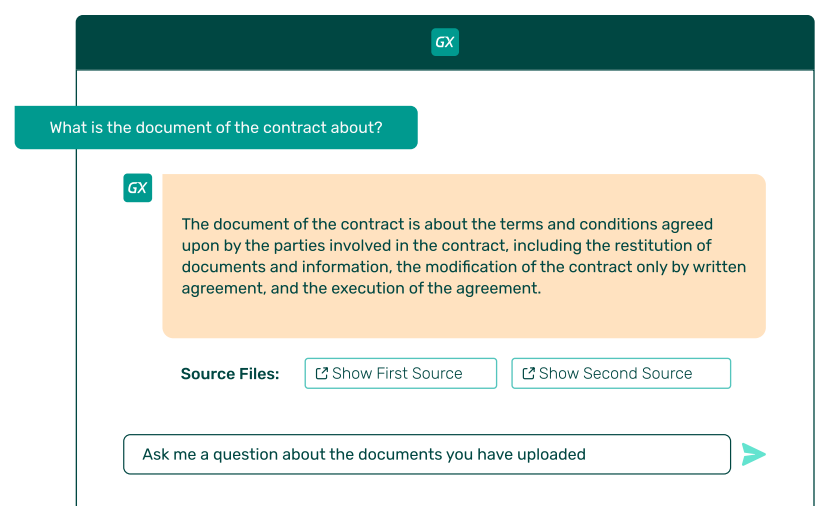 GX
What is the document of the contract about?
GX
The document of the contract is about the terms and conditions agreed
upon by the parties involved in the contract, including the restitution of
documents and information, the modification of the contract only by written
agreement, and the execution of the agreement.
Source Files: Show First Source Show Second Source
Ask me a question about the documents you have uploaded